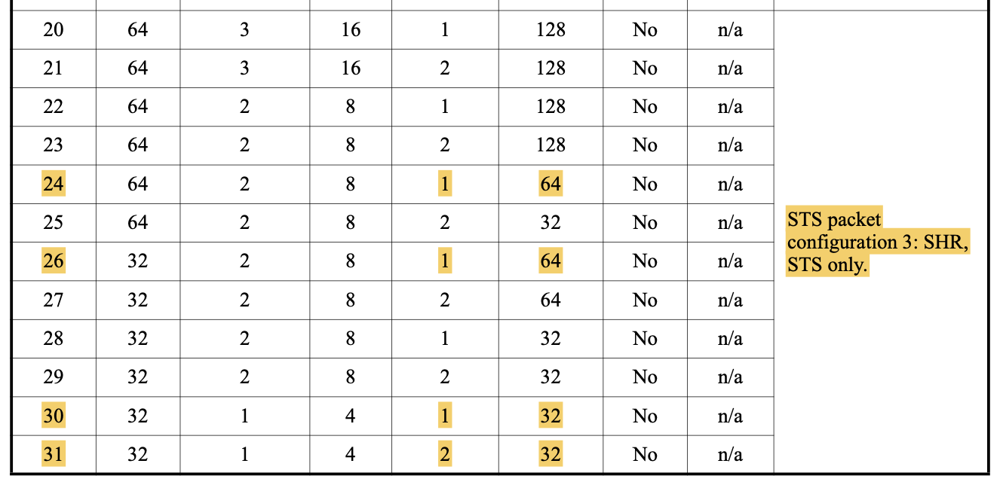 20 64 3 16 1 128 No n/a
21 64 3 16 2 128 No n/a
22 64 2 8 1 128 No n/a
23 64 2 8 2 128 No n/a
24 64 2 8 1 64 No n/a
25 64 2 8 2 32 No n/a
STS packet
configuration 3: SHR,
STS only.
26 32 2 8 1 64 No n/a
27 32 2 8 2 64 No n/a
28 32 2 8 1 32 No n/a
29 32 2 8 2 32 No n/a
30 32 1 4 1 32 No n/a
31 32 1 4 2 32 No n/a